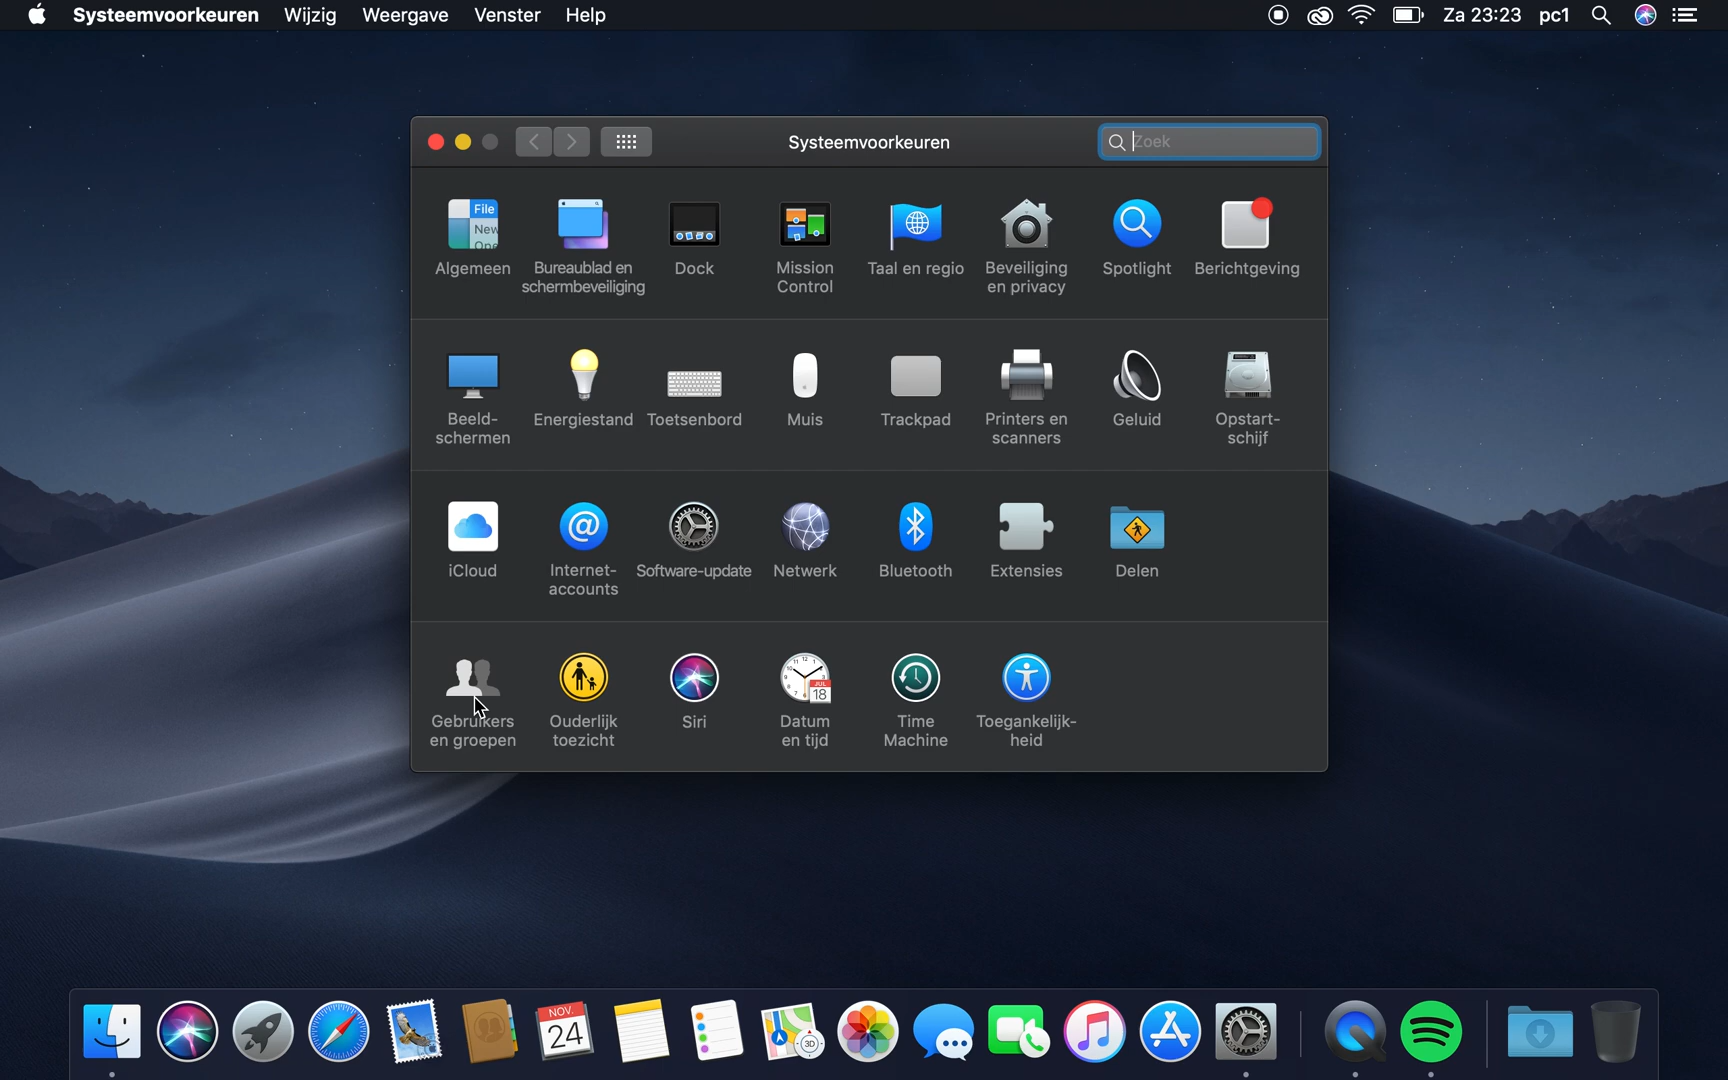 Systeemvoorkeuren Wijzig Weergave Venster Help Za 23:23 pc1
Systeemvoorkeuren Zoek
File
New
Ope
Algemeen Bureaublad en Dock Mission Taal en regio Beveiliging Spotlight Berichtgeving
schermbeveiliging Control en privacy
Beeld- Energiestand Toetsenbord Muis Trackpad Printers en Geluid Opstart-
schermen scanners schijf
iCloud Internet- Software-update Netwerk Bluetooth Extensies Delen
accounts
JUL
18
Gebruikers Ouderlijk Siri Datum Time Toegankelijk-
en groepen toezicht en tijd Machine heid
NOV.
24
3D